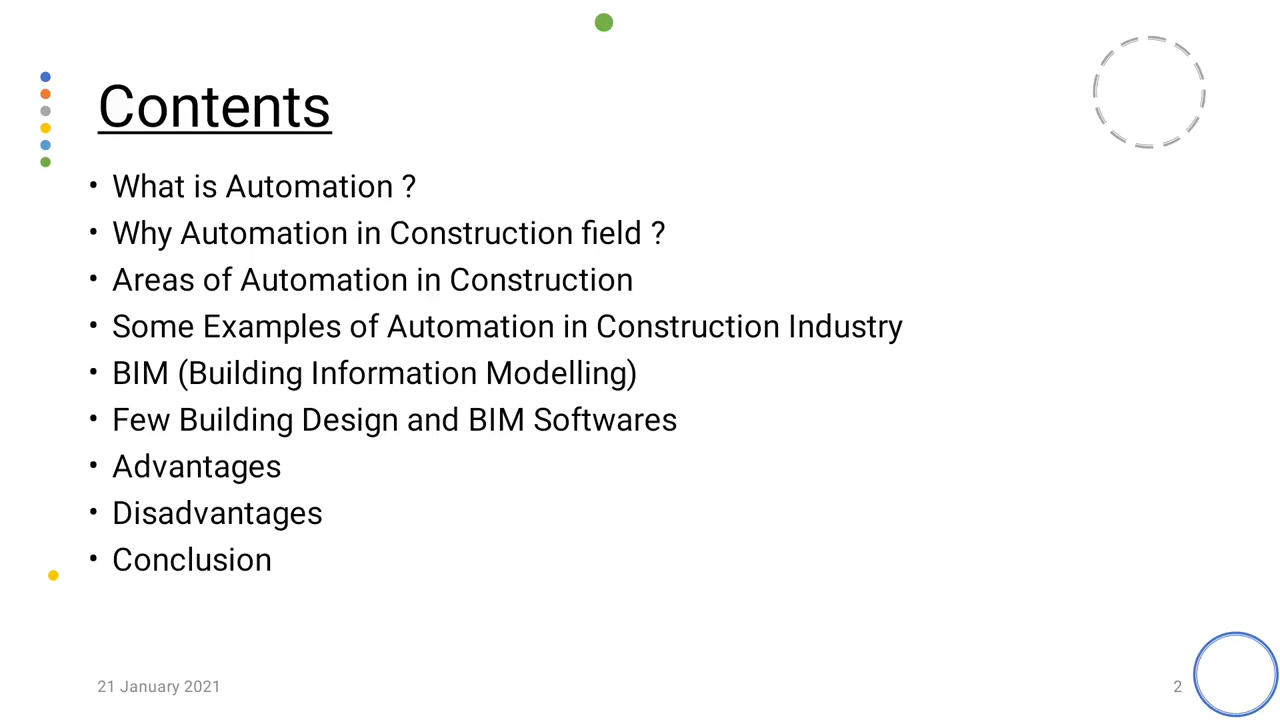 Contents
• What is Automation ?
• Why Automation in Construction field ?
• Areas of Automation in Construction
• Some Examples of Automation in Construction Industry
• BIM (Building Information Modelling)
• Few Building Design and BIM Softwares
• Advantages
• Disadvantages
• Conclusion
21 January 2021
2